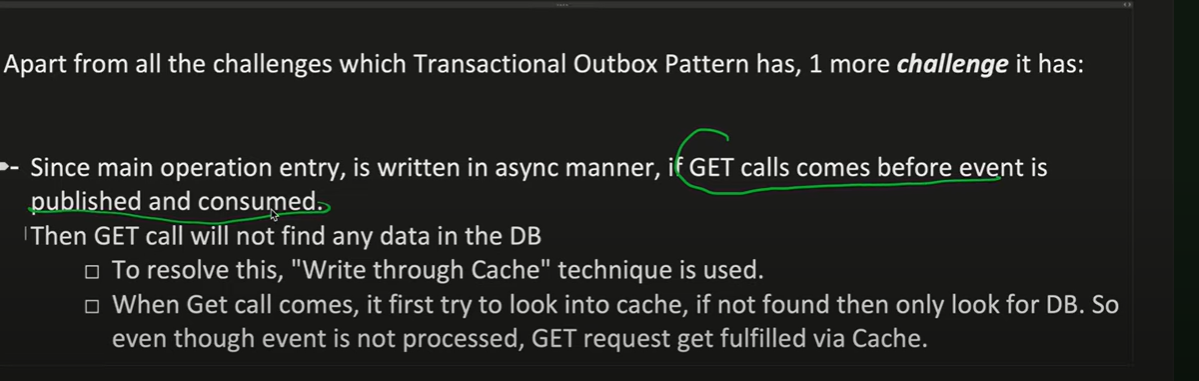 Apart from all the challenges which Transactional Outbox Pattern has, 1 more challenge it has:
- Since main operation entry, is written in async manner, if GET calls comes before event is
published and consumed.
Then GET call will not find any data in the DB
□ To resolve this, "Write through Cache" technique is used.
□ When Get call comes, it first try to look into cache, if not found then only look for DB. So
even though event is not processed, GET request get fulfilled via Cache.